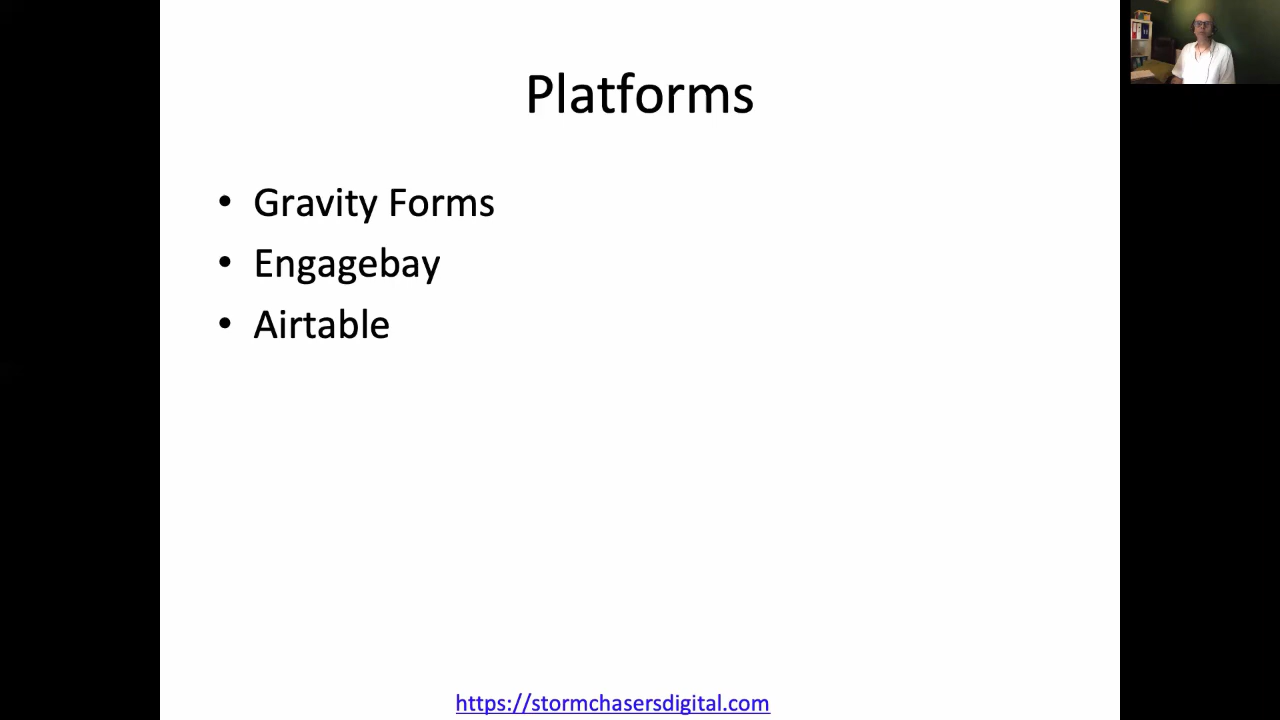 Platforms
• Gravity Forms
• Engagebay
• Airtable
https://stormchasersdigital.com